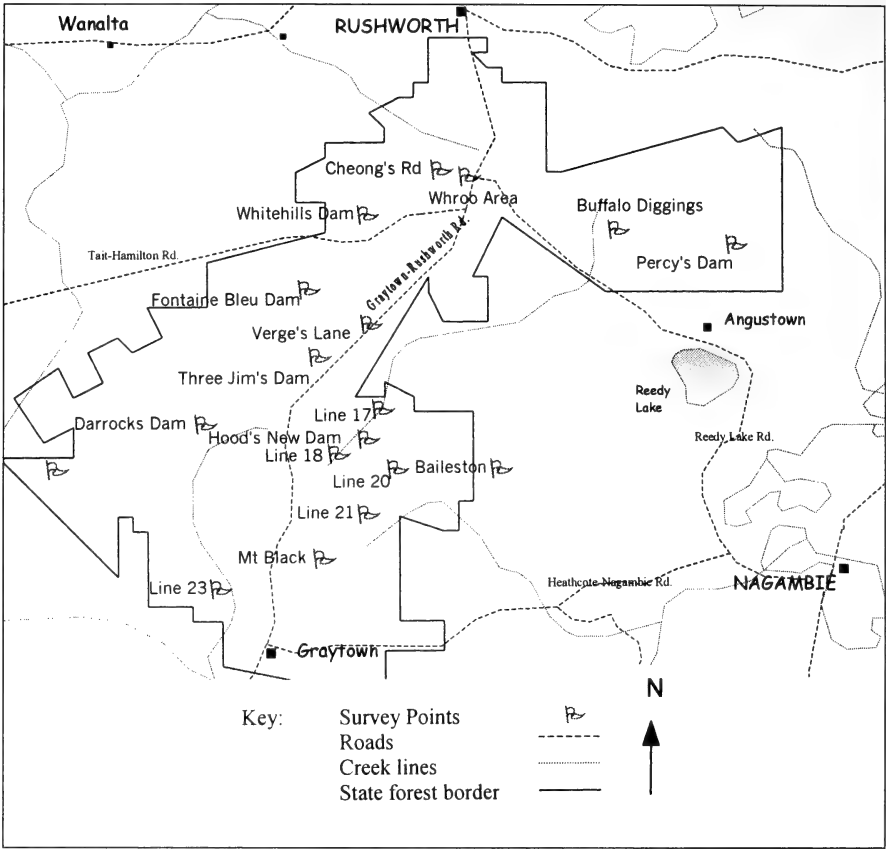 Wanalta
RUSHWORTH
Cheong's Rd
Whroo Area
Whitehills Dam
Buffalo Diggings
Percy's Dam
Tait-Hamilton Rd.
Graytown-Rushworth Rd.
Fontaine Bleu Dam
Verge's Lane
Angustown
Three Jim's Dam
Reedy
Lake
Line 17
Darrocks Dam
Hood's New Dam
Reedy Lake Rd.
Line 18
Line 20
Baileston
Line 21
Mt Black
Line 23
Heathcote-Nagambie Rd.
NAGAMBIE
Graytown
N
Key:
Survey Points
Roads
Creek lines
State forest border